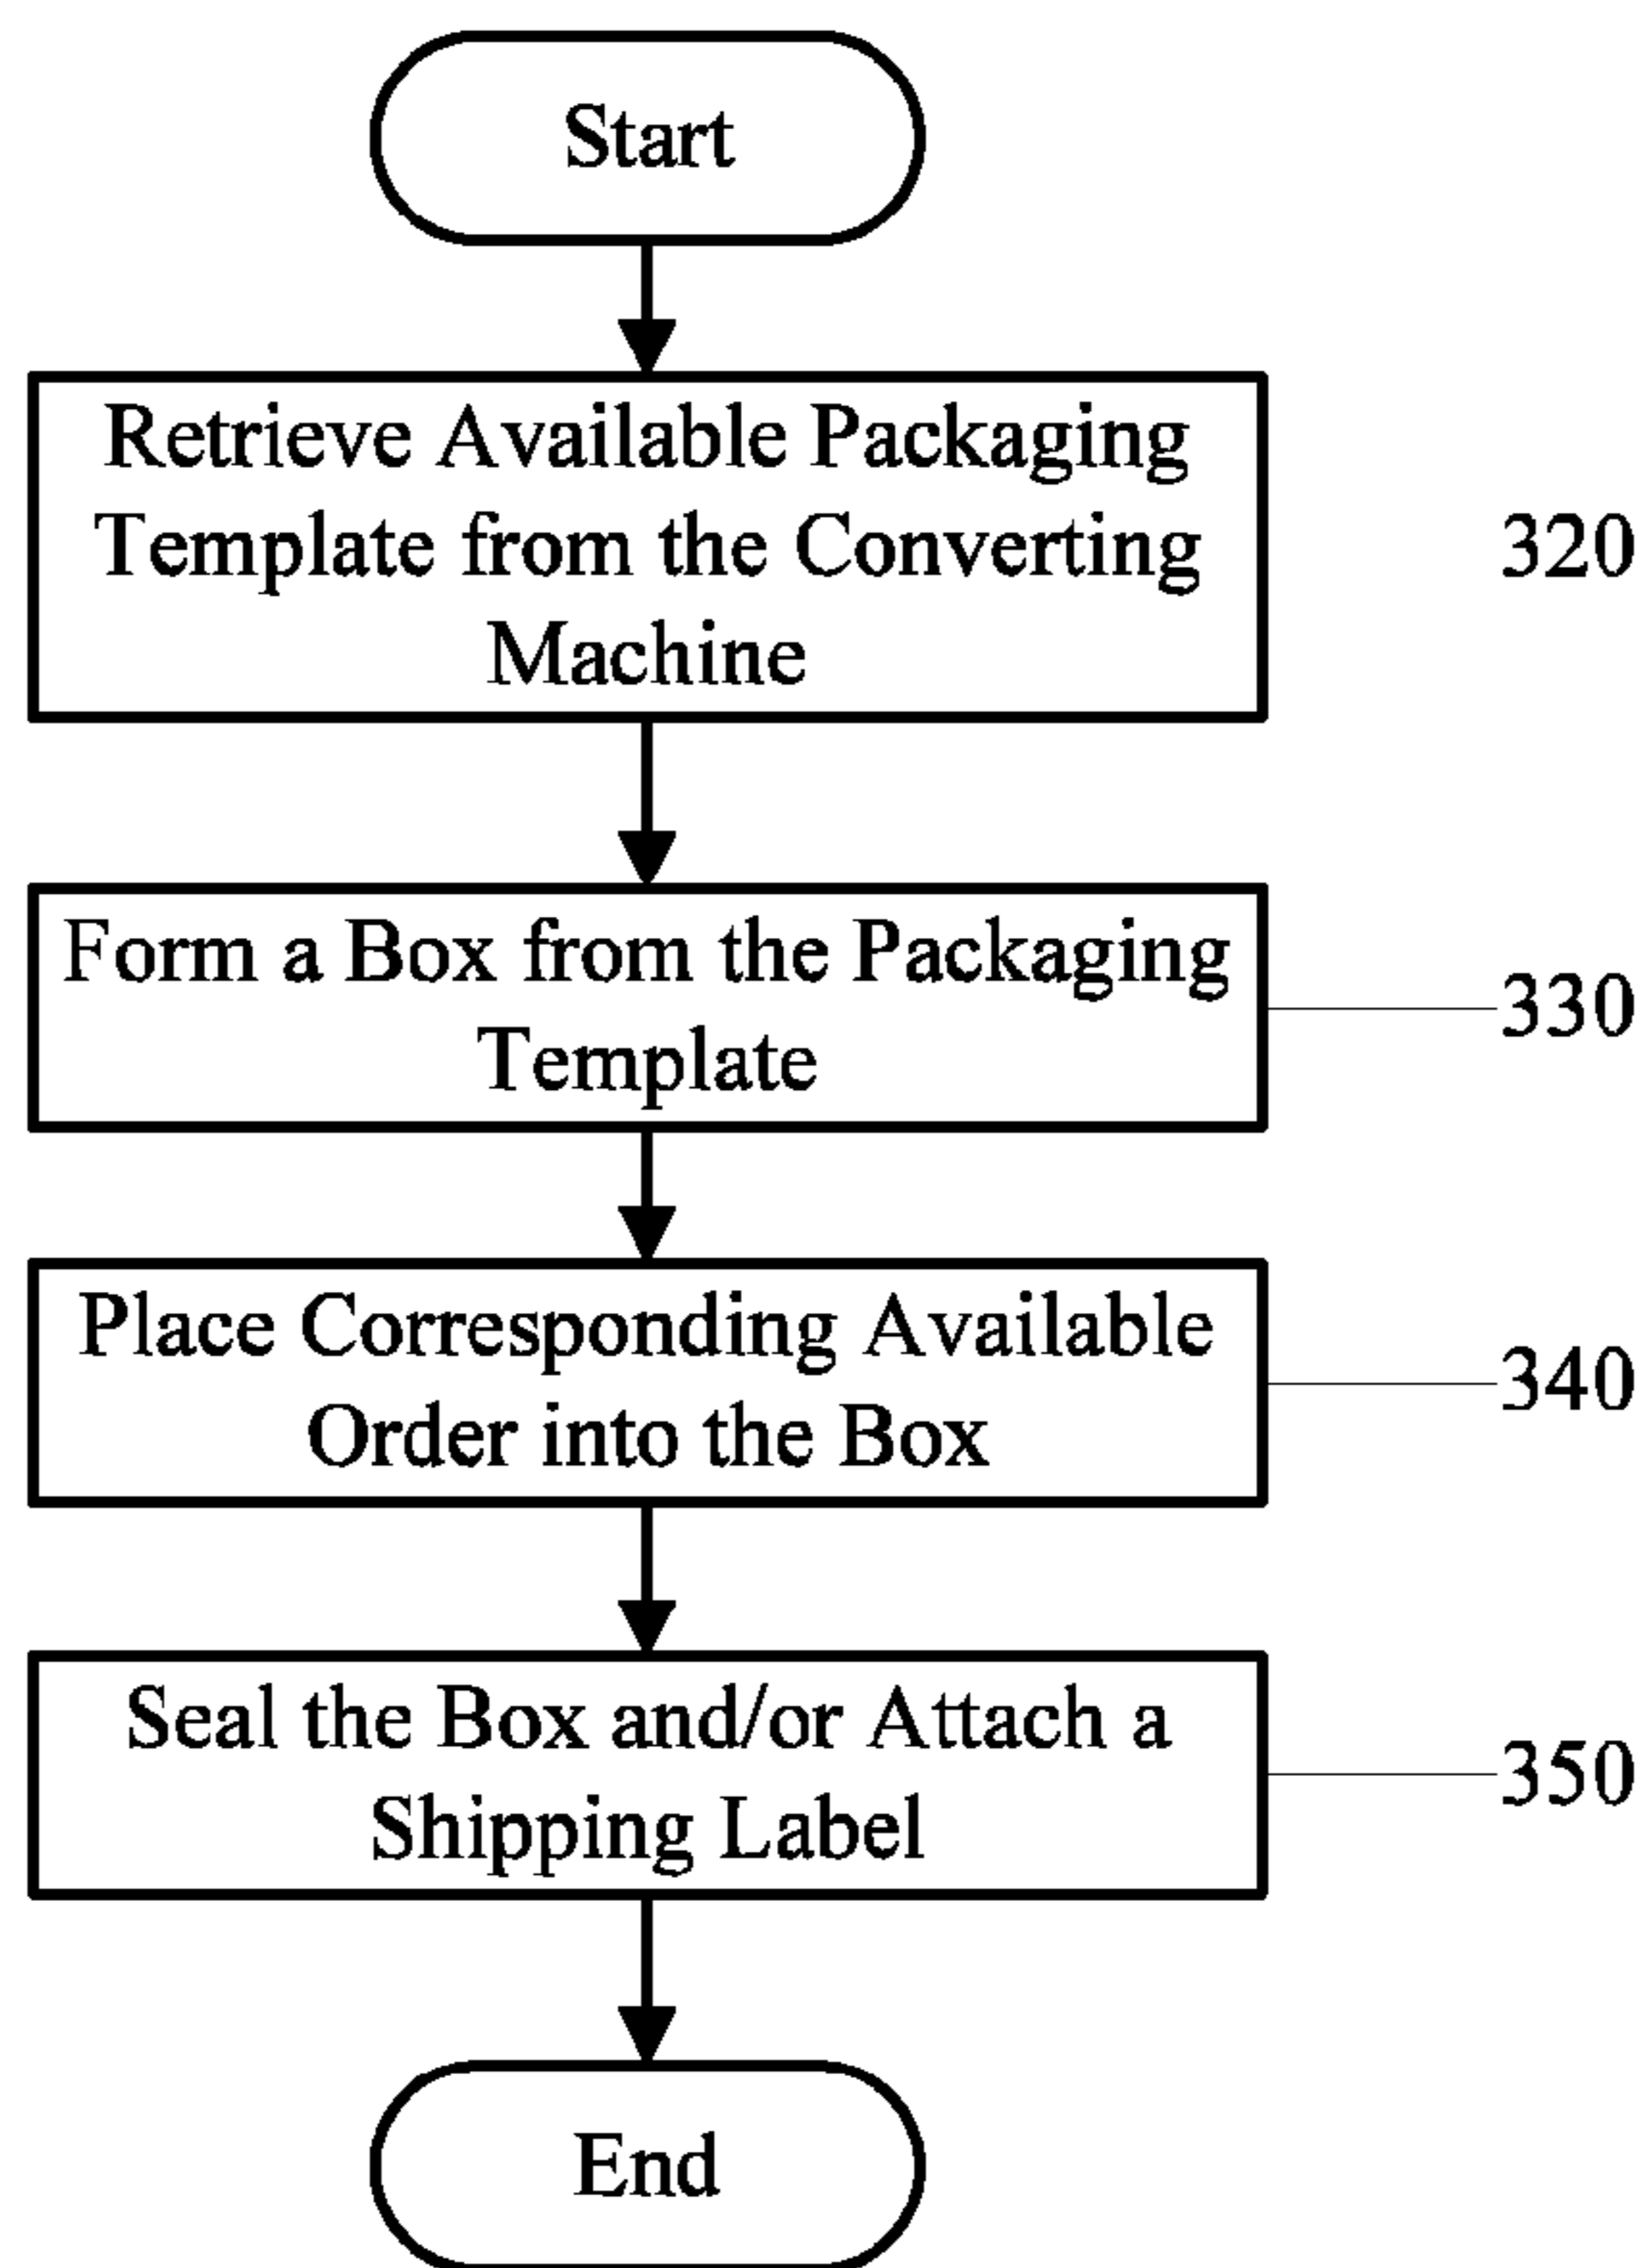 Start
Retrieve Available Packaging
Template from the Converting
Machine
320
Form a Box from the Packaging
Template
330
Place Corresponding Available
Order into the Box
340
Seal the Box and/or Attach a
Shipping Label
350
End